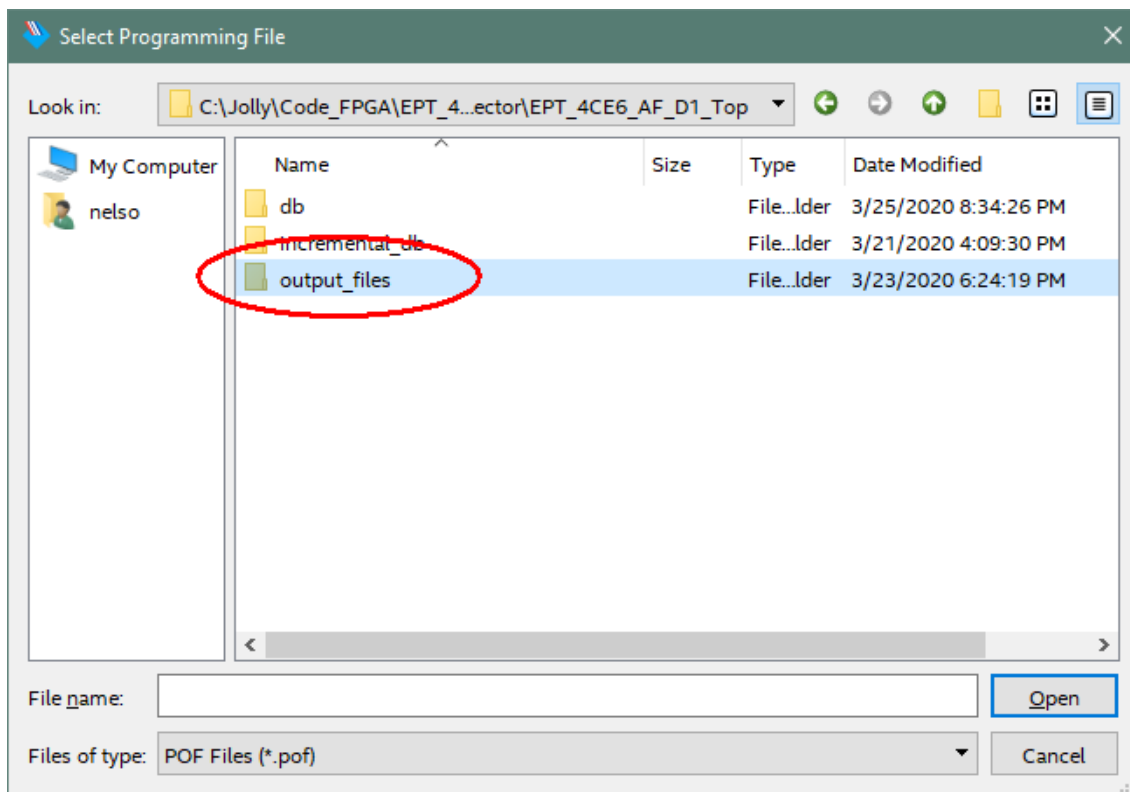 Select Programming File
Look in: C:\Jolly\Code_FPGA\EPT_4...ector\EPT_4CE6_AF_D1_Top
My Computer
nelso
Name Size Type Date Modified
db File...lder 3/25/2020 8:34:26 PM
incremental_db File...lder 3/21/2020 4:09:30 PM
output_files File...lder 3/23/2020 6:24:19 PM
File name: Open
Files of type: POF Files (*.pof) Cancel